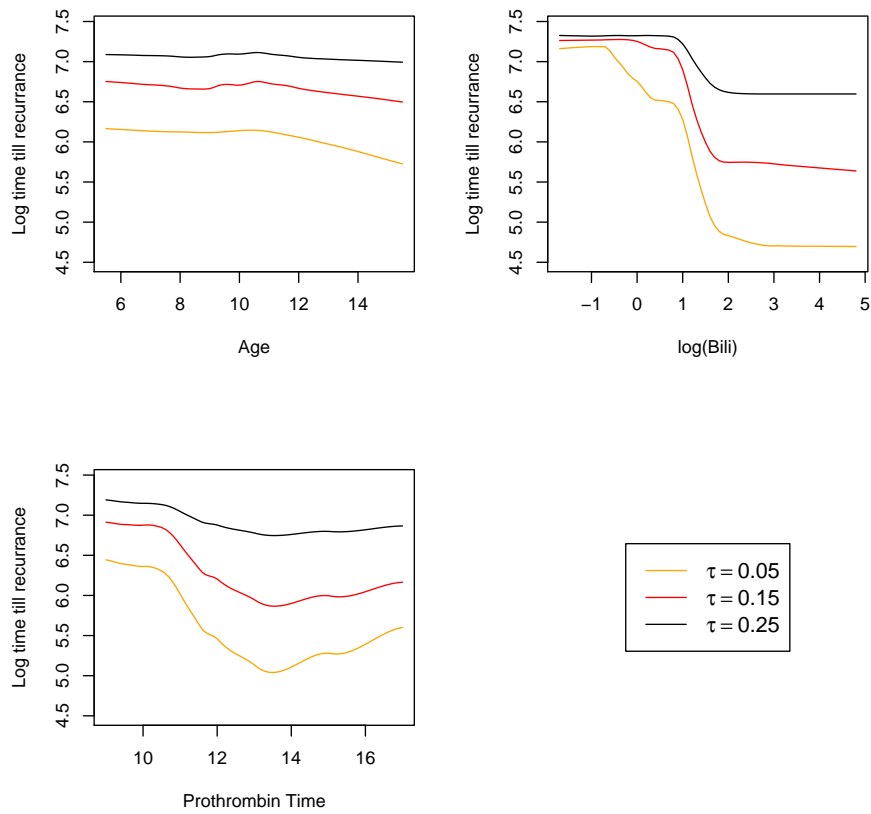 7.5
7.0
6.5
6.0
5.5
5.0
4.5
Log time till recurrance
6 8 10 12 14
Age
7.5
7.0
6.5
6.0
5.5
5.0
4.5
Log time till recurrance
−1 0 1 2 3 4 5
log(Bili)
7.5
7.0
6.5
6.0
5.5
5.0
4.5
Log time till recurrance
10 12 14 16
Prothrombin Time
τ = 0.05
τ = 0.15
τ = 0.25